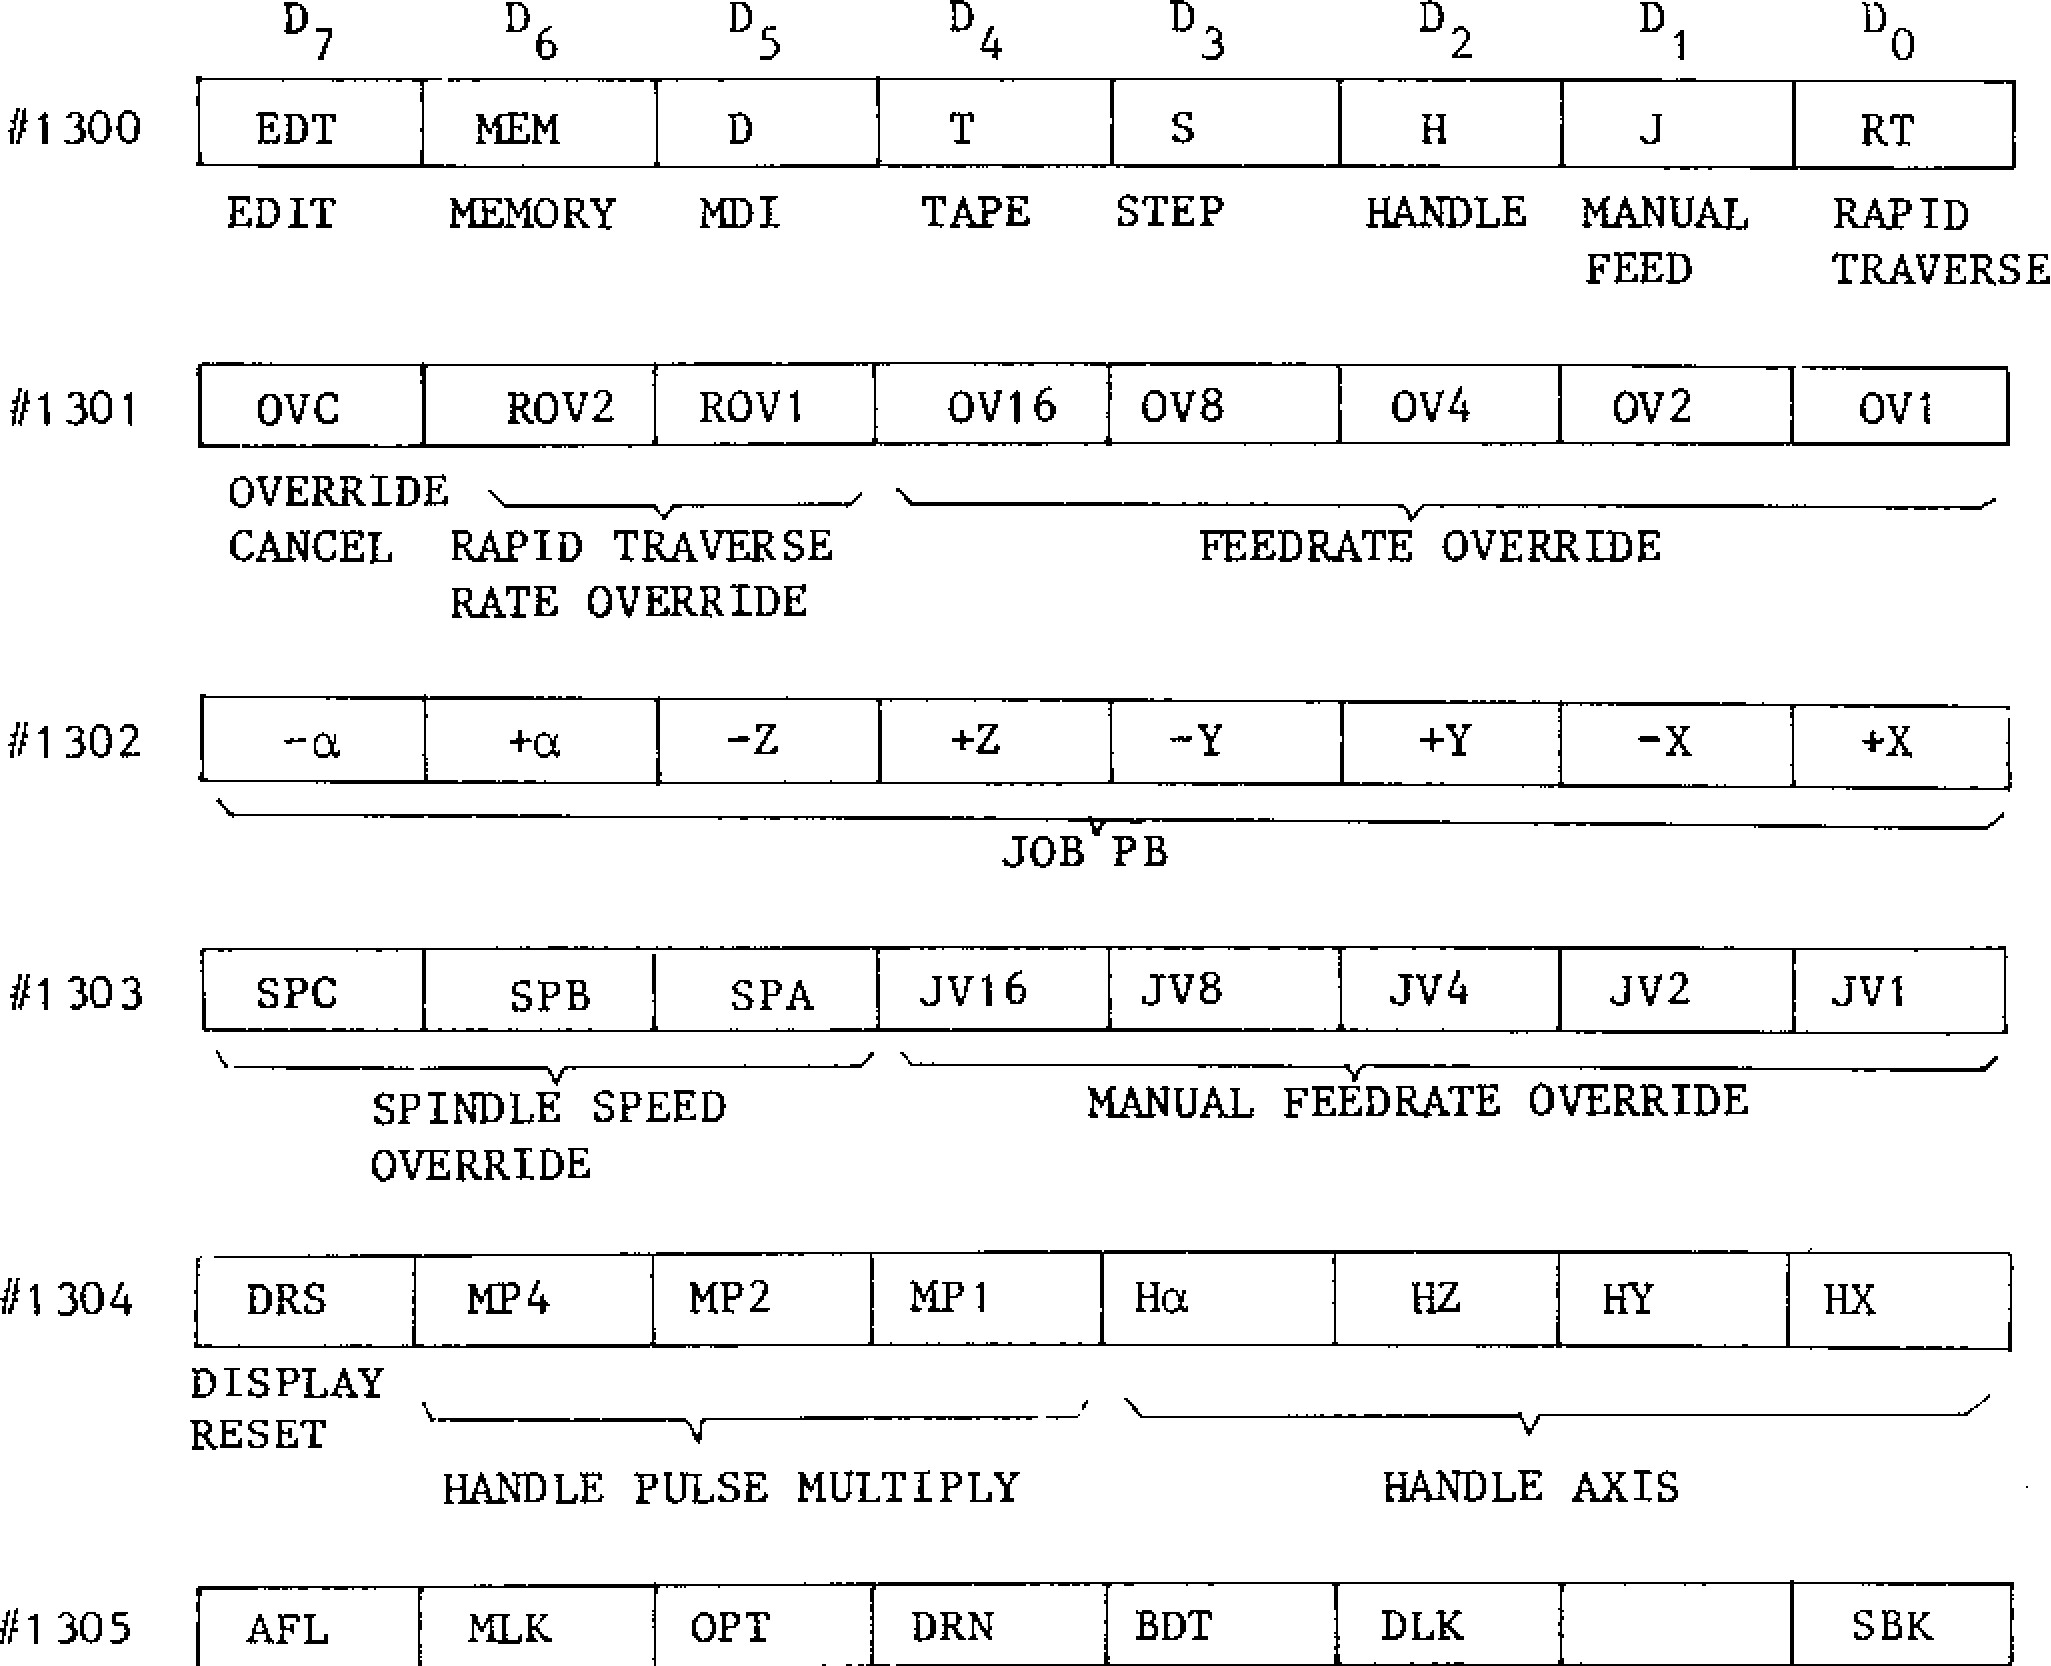 D7 D6 D5 D4 D3 D2 D1 D0
#1300 EDT MEM D T S H J RT
EDIT MEMORY MDI TAPE STEP HANDLE MANUAL RAPID
FEED TRAVERSE
#1301 OVC ROV2 ROV1 OV16 OV8 OV4 OV2 OV1
OVERRIDE
CANCEL RAPID TRAVERSE FEEDRATE OVERRIDE
RATE OVERRIDE
#1302 -α +α -Z +Z -Y +Y -X +X
JOB PB
#1303 SPC SPB SPA JV16 JV8 JV4 JV2 JV1
SPINDLE SPEED MANUAL FEEDRATE OVERRIDE
OVERRIDE
#1304 DRS MP4 MP2 MP1 Hα HZ HY HX
DISPLAY
RESET
HANDLE PULSE MULTIPLY HANDLE AXIS
#1305 AFL MLK OPT DRN BDT DLK SBK